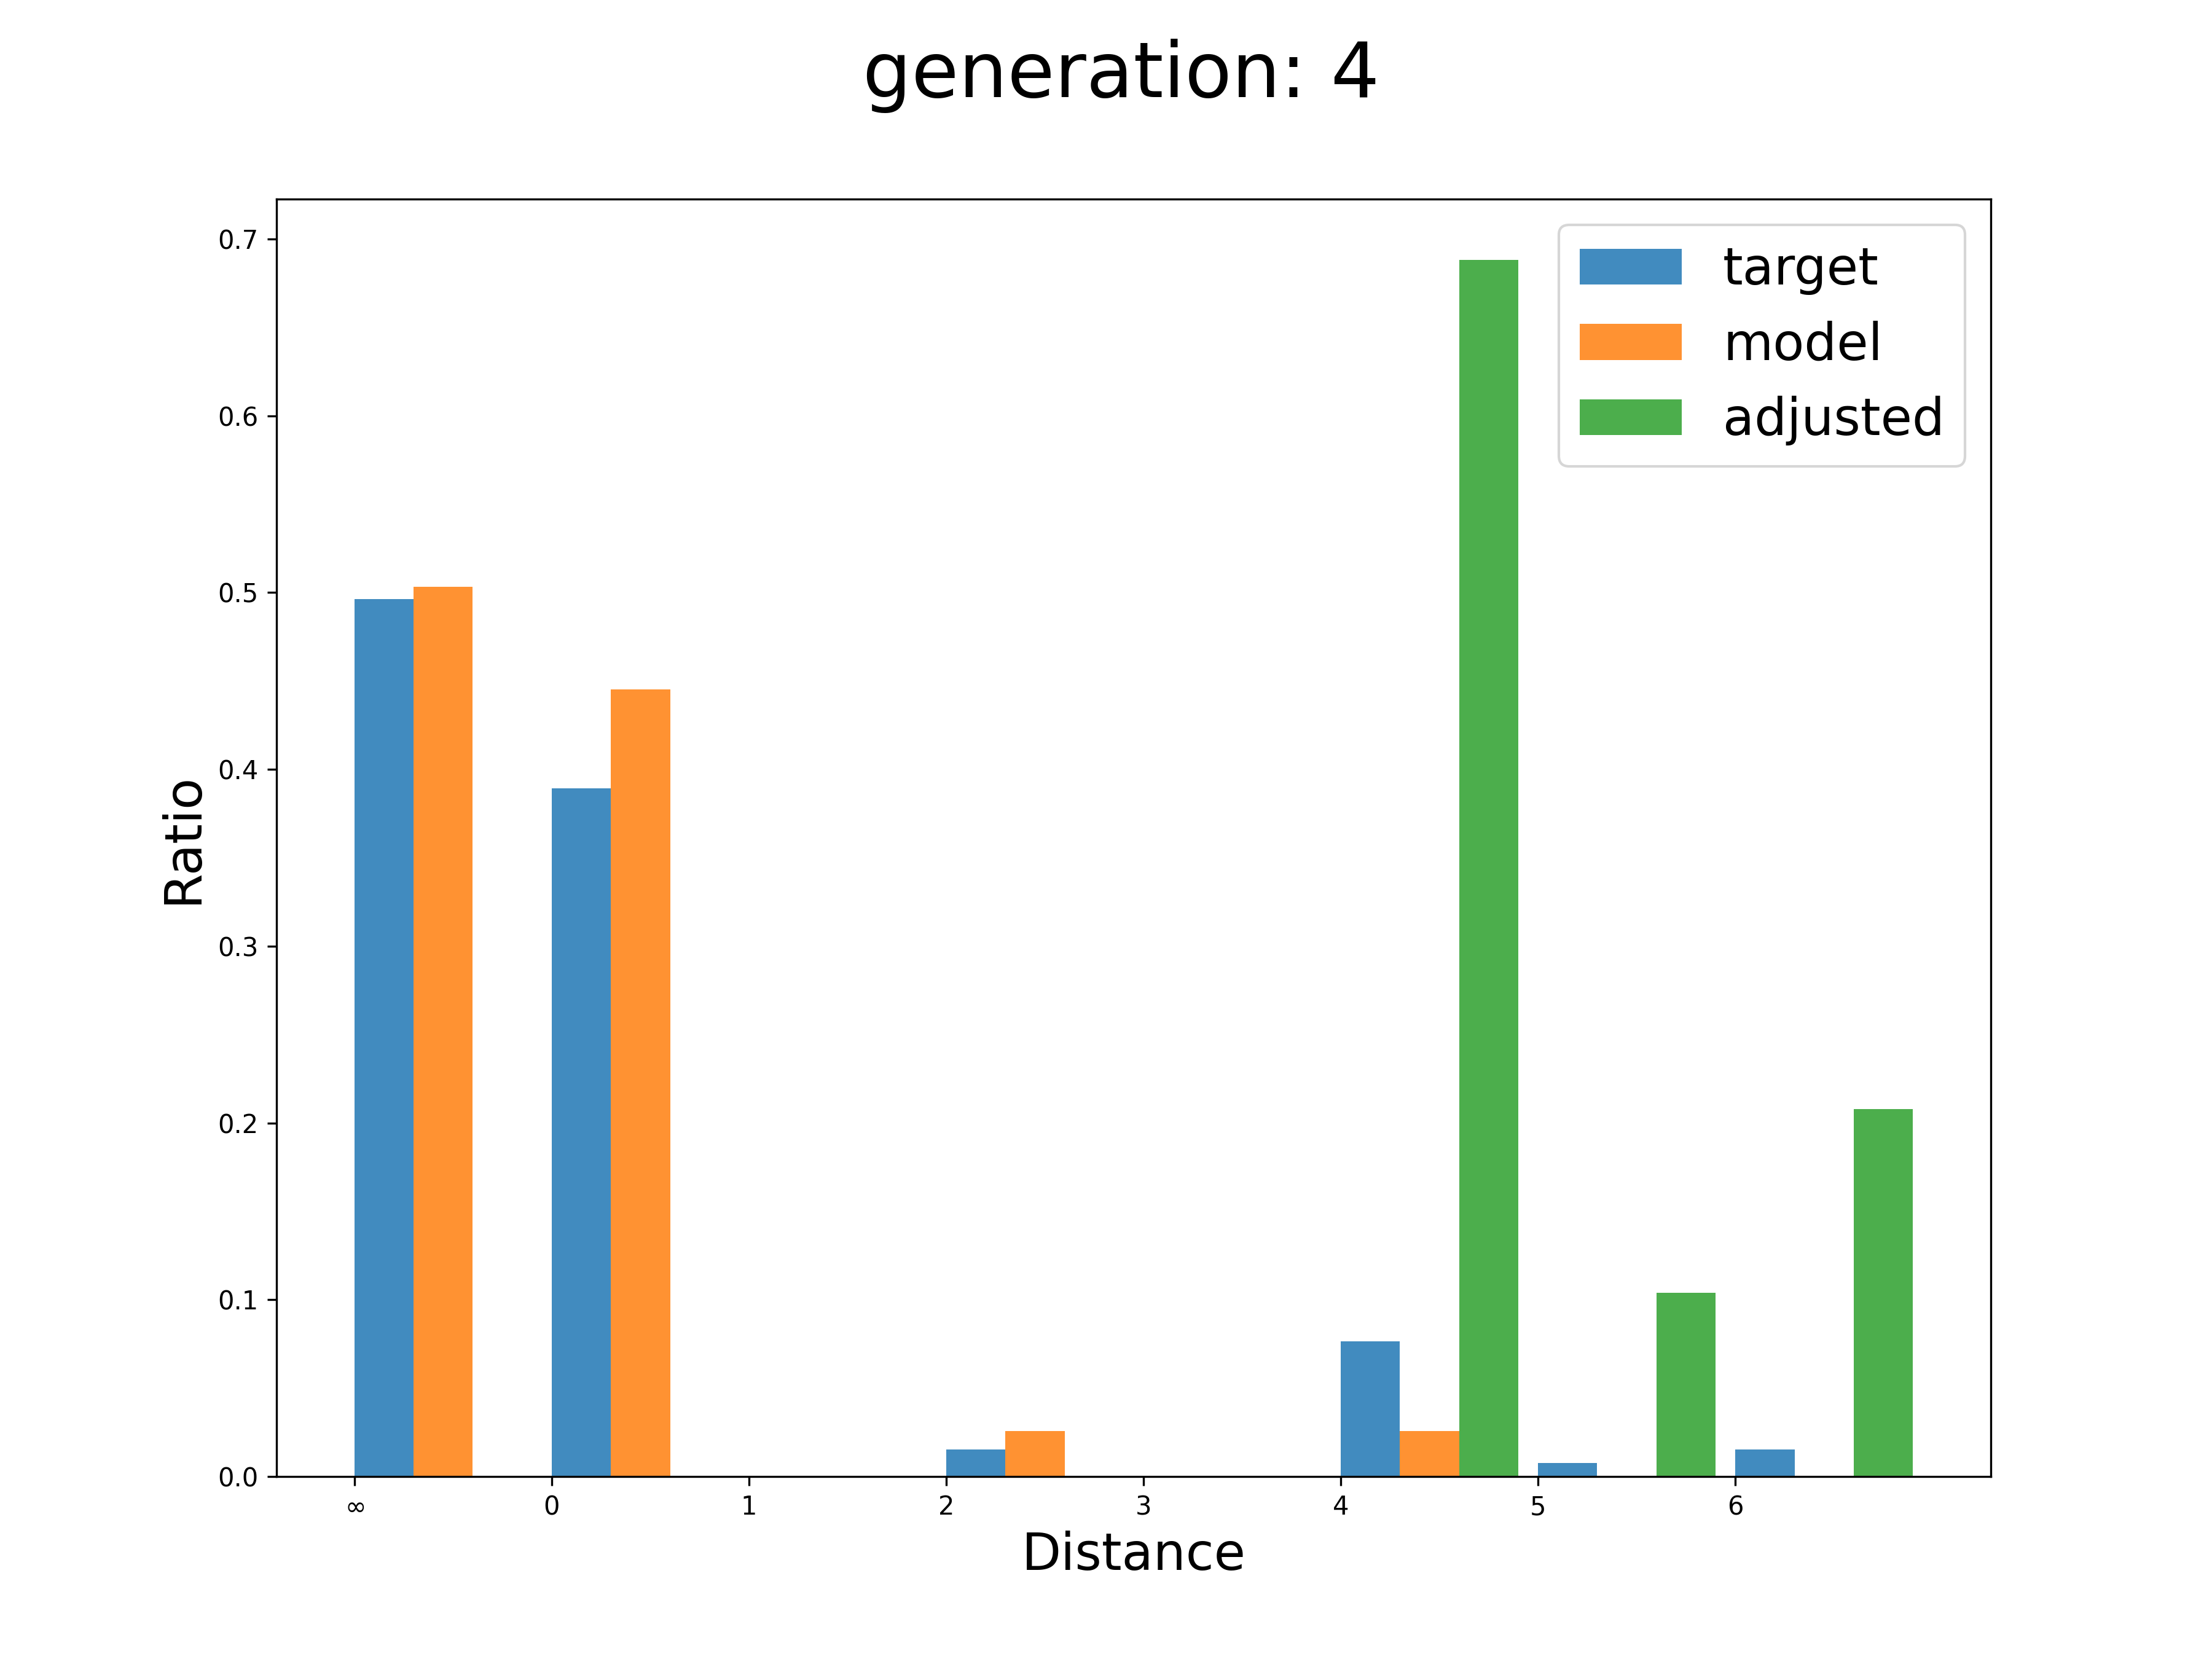 generation: 4
0.7
0.6
0.5
0.4
0.3
0.2
0.1
0.0
Ratio
target
model
adjusted
∞ 0 1 2 3 4 5 6
Distance